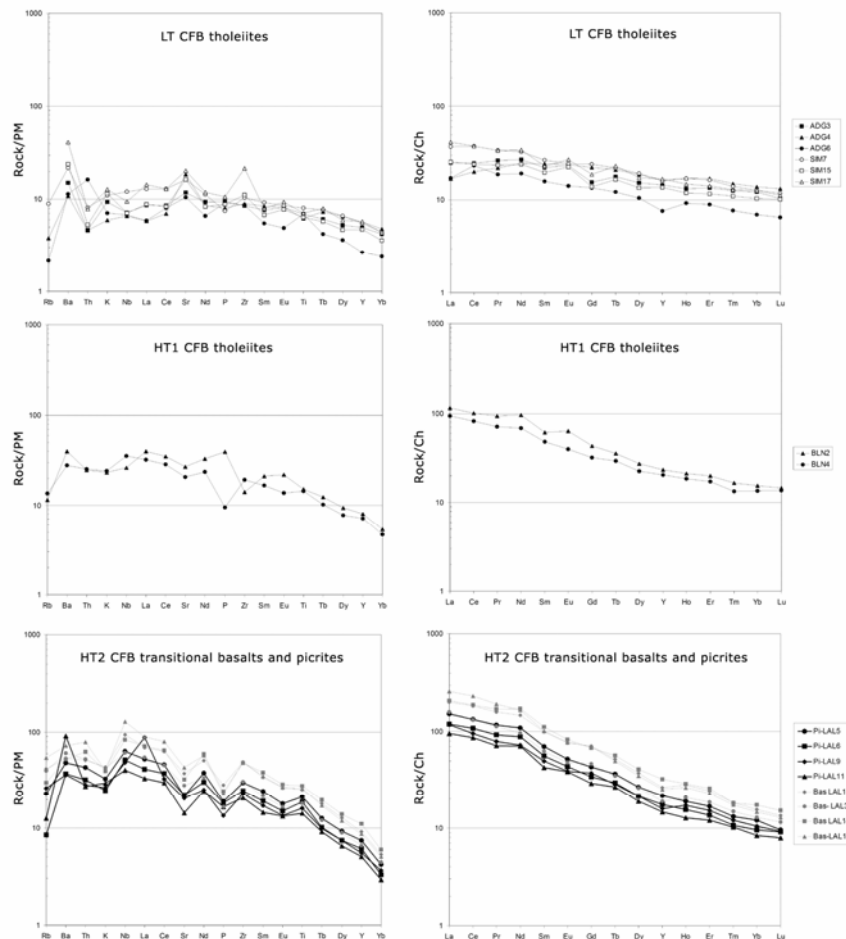 LT CFB tholeiites
Rock/PM
1000
100
10
1
Rb Ba Th K Nb La Ce Sr Nd P Zr Sm Eu Ti Tb Dy Y Yb
LT CFB tholeiites
Rock/Ch
1000
100
10
1
La Ce Pr Nd Sm Eu Gd Tb Dy Y Ho Er Tm Yb Lu
ADG3
ADG4
ADG6
SIM7
SIM15
SIM17
HT1 CFB tholeiites
Rock/PM
1000
100
10
1
Rb Ba Th K Nb La Ce Sr Nd P Zr Sm Eu Ti Tb Dy Y Yb
HT1 CFB tholeiites
Rock/Ch
1000
100
10
1
La Ce Pr Nd Sm Eu Gd Tb Dy Y Ho Er Tm Yb Lu
BLN2
BLN4
HT2 CFB transitional basalts and picrites
Rock/PM
1000
100
10
1
Rb Ba Th K Nb La Ce Sr Nd P Zr Sm Eu Ti Tb Dy Y Yb
HT2 CFB transitional basalts and picrites
Rock/Ch
1000
100
10
1
La Ce Pr Nd Sm Eu Gd Tb Dy Y Ho Er Tm Yb Lu
Pi-LAL5
Pi-LAL6
Pi-LAL9
Pi-LAL11
Bas LAL1
Bas- LAL
Bas LAL1
Bas-LAL1